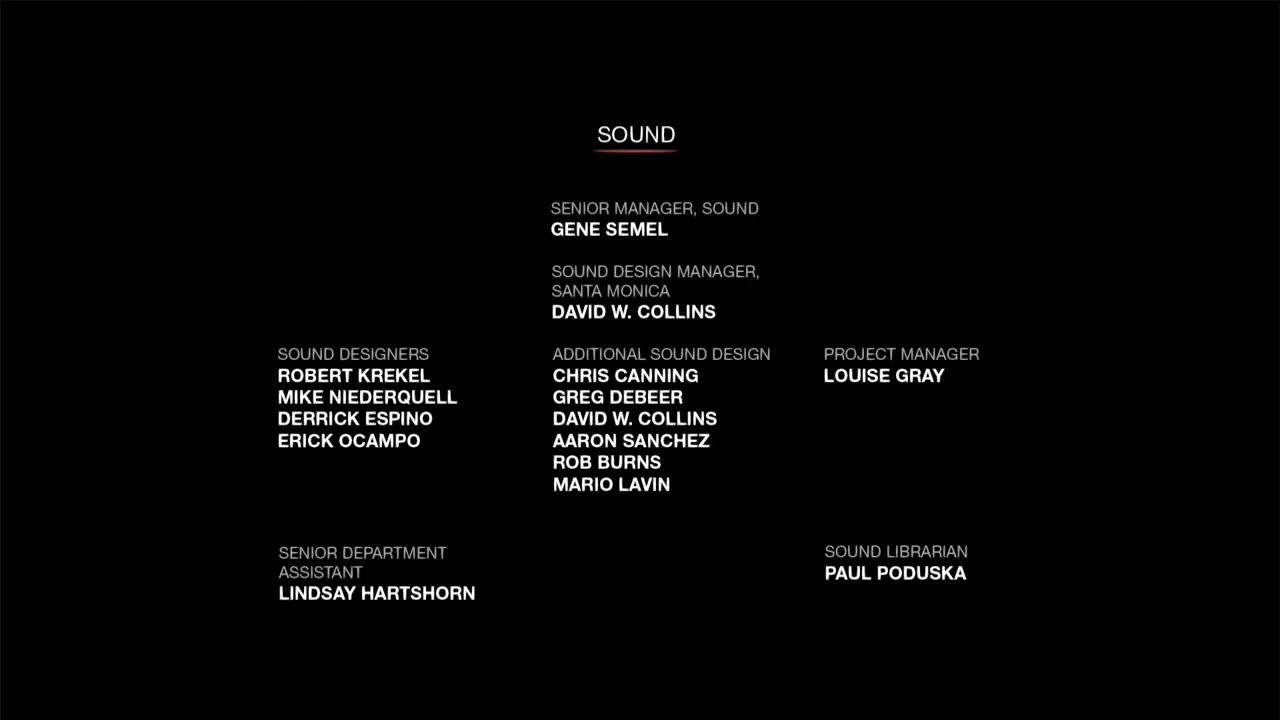 SOUND
SENIOR MANAGER, SOUND
GENE SEMEL
SOUND DESIGN MANAGER,
SANTA MONICA
DAVID W. COLLINS
SOUND DESIGNERS
ROBERT KREKEL
MIKE NIEDERQUELL
DERRICK ESPINO
ERICK OCAMPO
ADDITIONAL SOUND DESIGN
CHRIS CANNING
GREG DEBEER
DAVID W. COLLINS
AARON SANCHEZ
ROB BURNS
MARIO LAVIN
PROJECT MANAGER
LOUISE GRAY
SENIOR DEPARTMENT
ASSISTANT
LINDSAY HARTSHORN
SOUND LIBRARIAN
PAUL PODUSKA